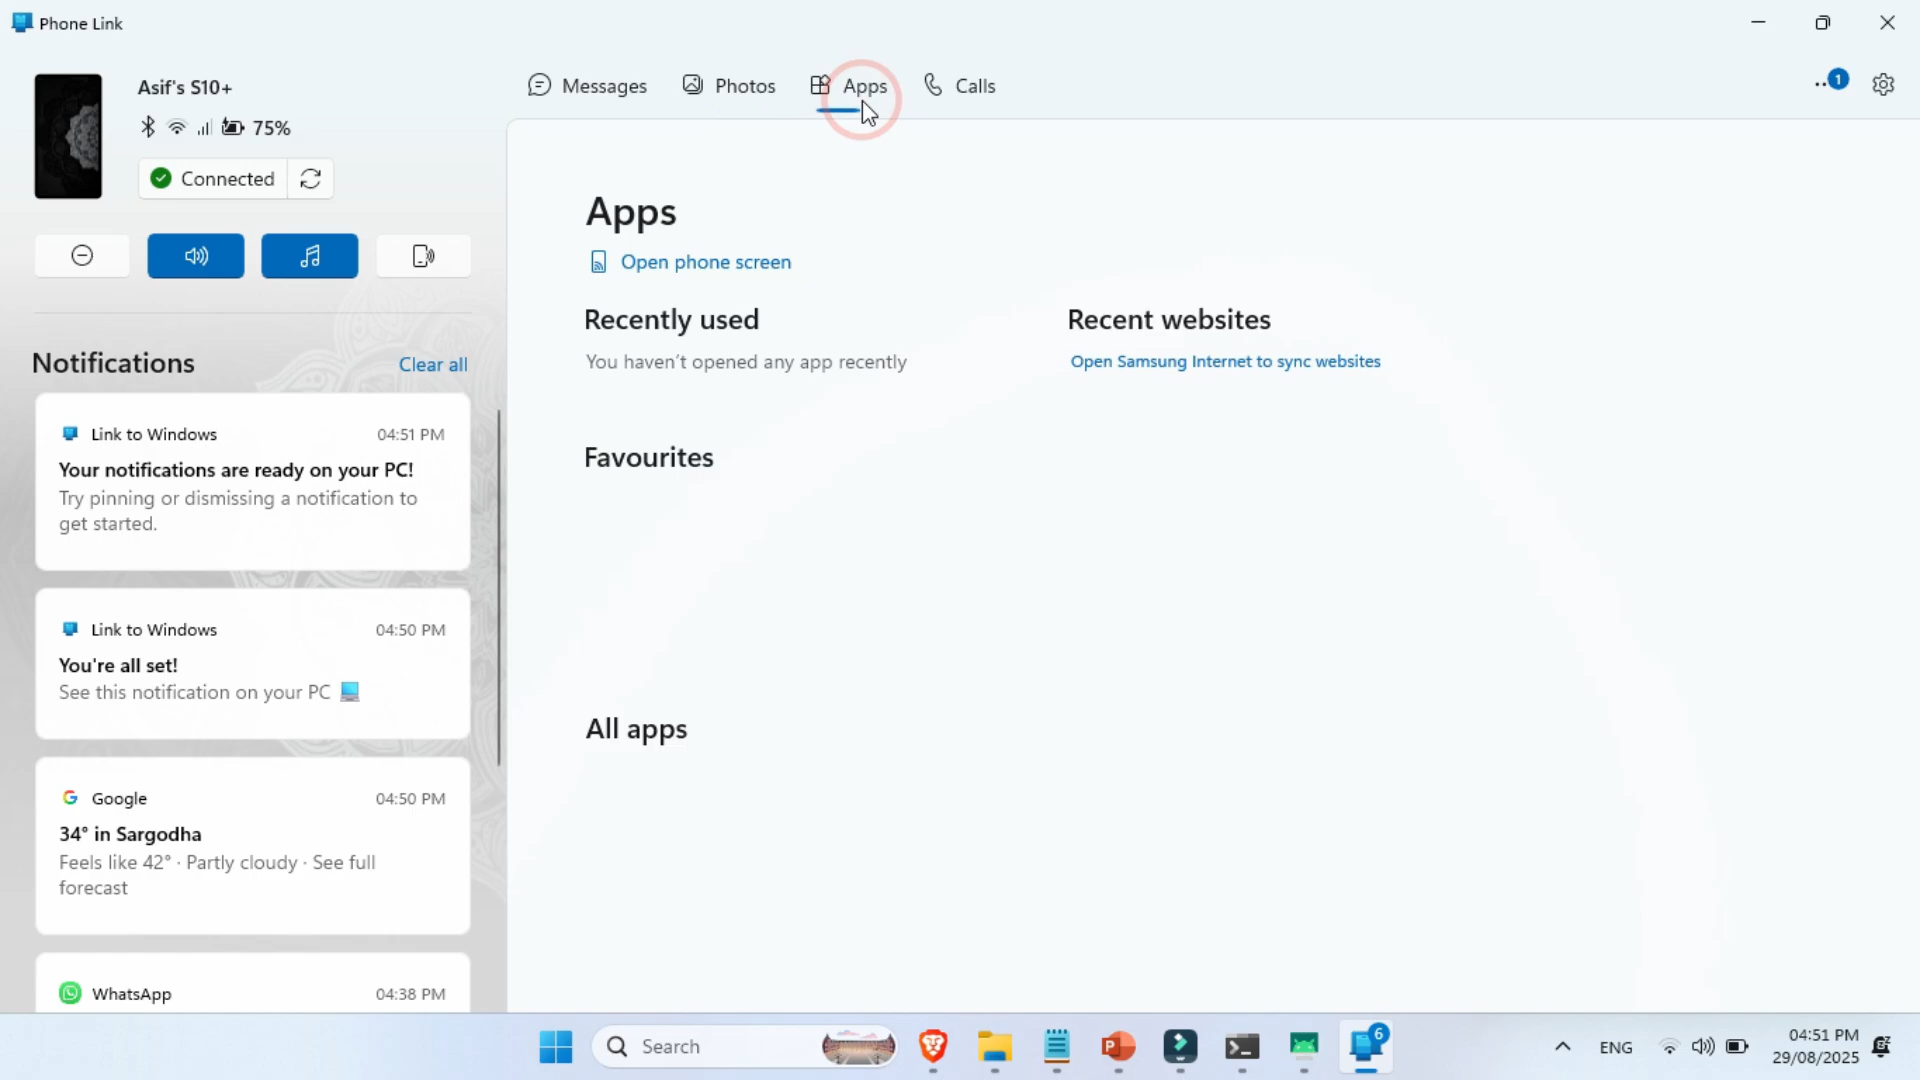 Phone Link
Asif's S10+
75%
Connected
Notifications
Clear all
Link to Windows
04:51 PM
Your notifications are ready on your PC!
Try pinning or dismissing a notification to
get started.
Link to Windows
04:50 PM
You're all set!
See this notification on your PC
Google
04:50 PM
34° in Sargodha
Feels like 42° · Partly cloudy · See full
forecast
WhatsApp
04:38 PM
Messages
Photos
Apps
Calls
1
Apps
Open phone screen
Recently used
You haven't opened any app recently
Recent websites
Open Samsung Internet to sync websites
Favourites
All apps
Search
6
ENG
04:51 PM
29/08/2025